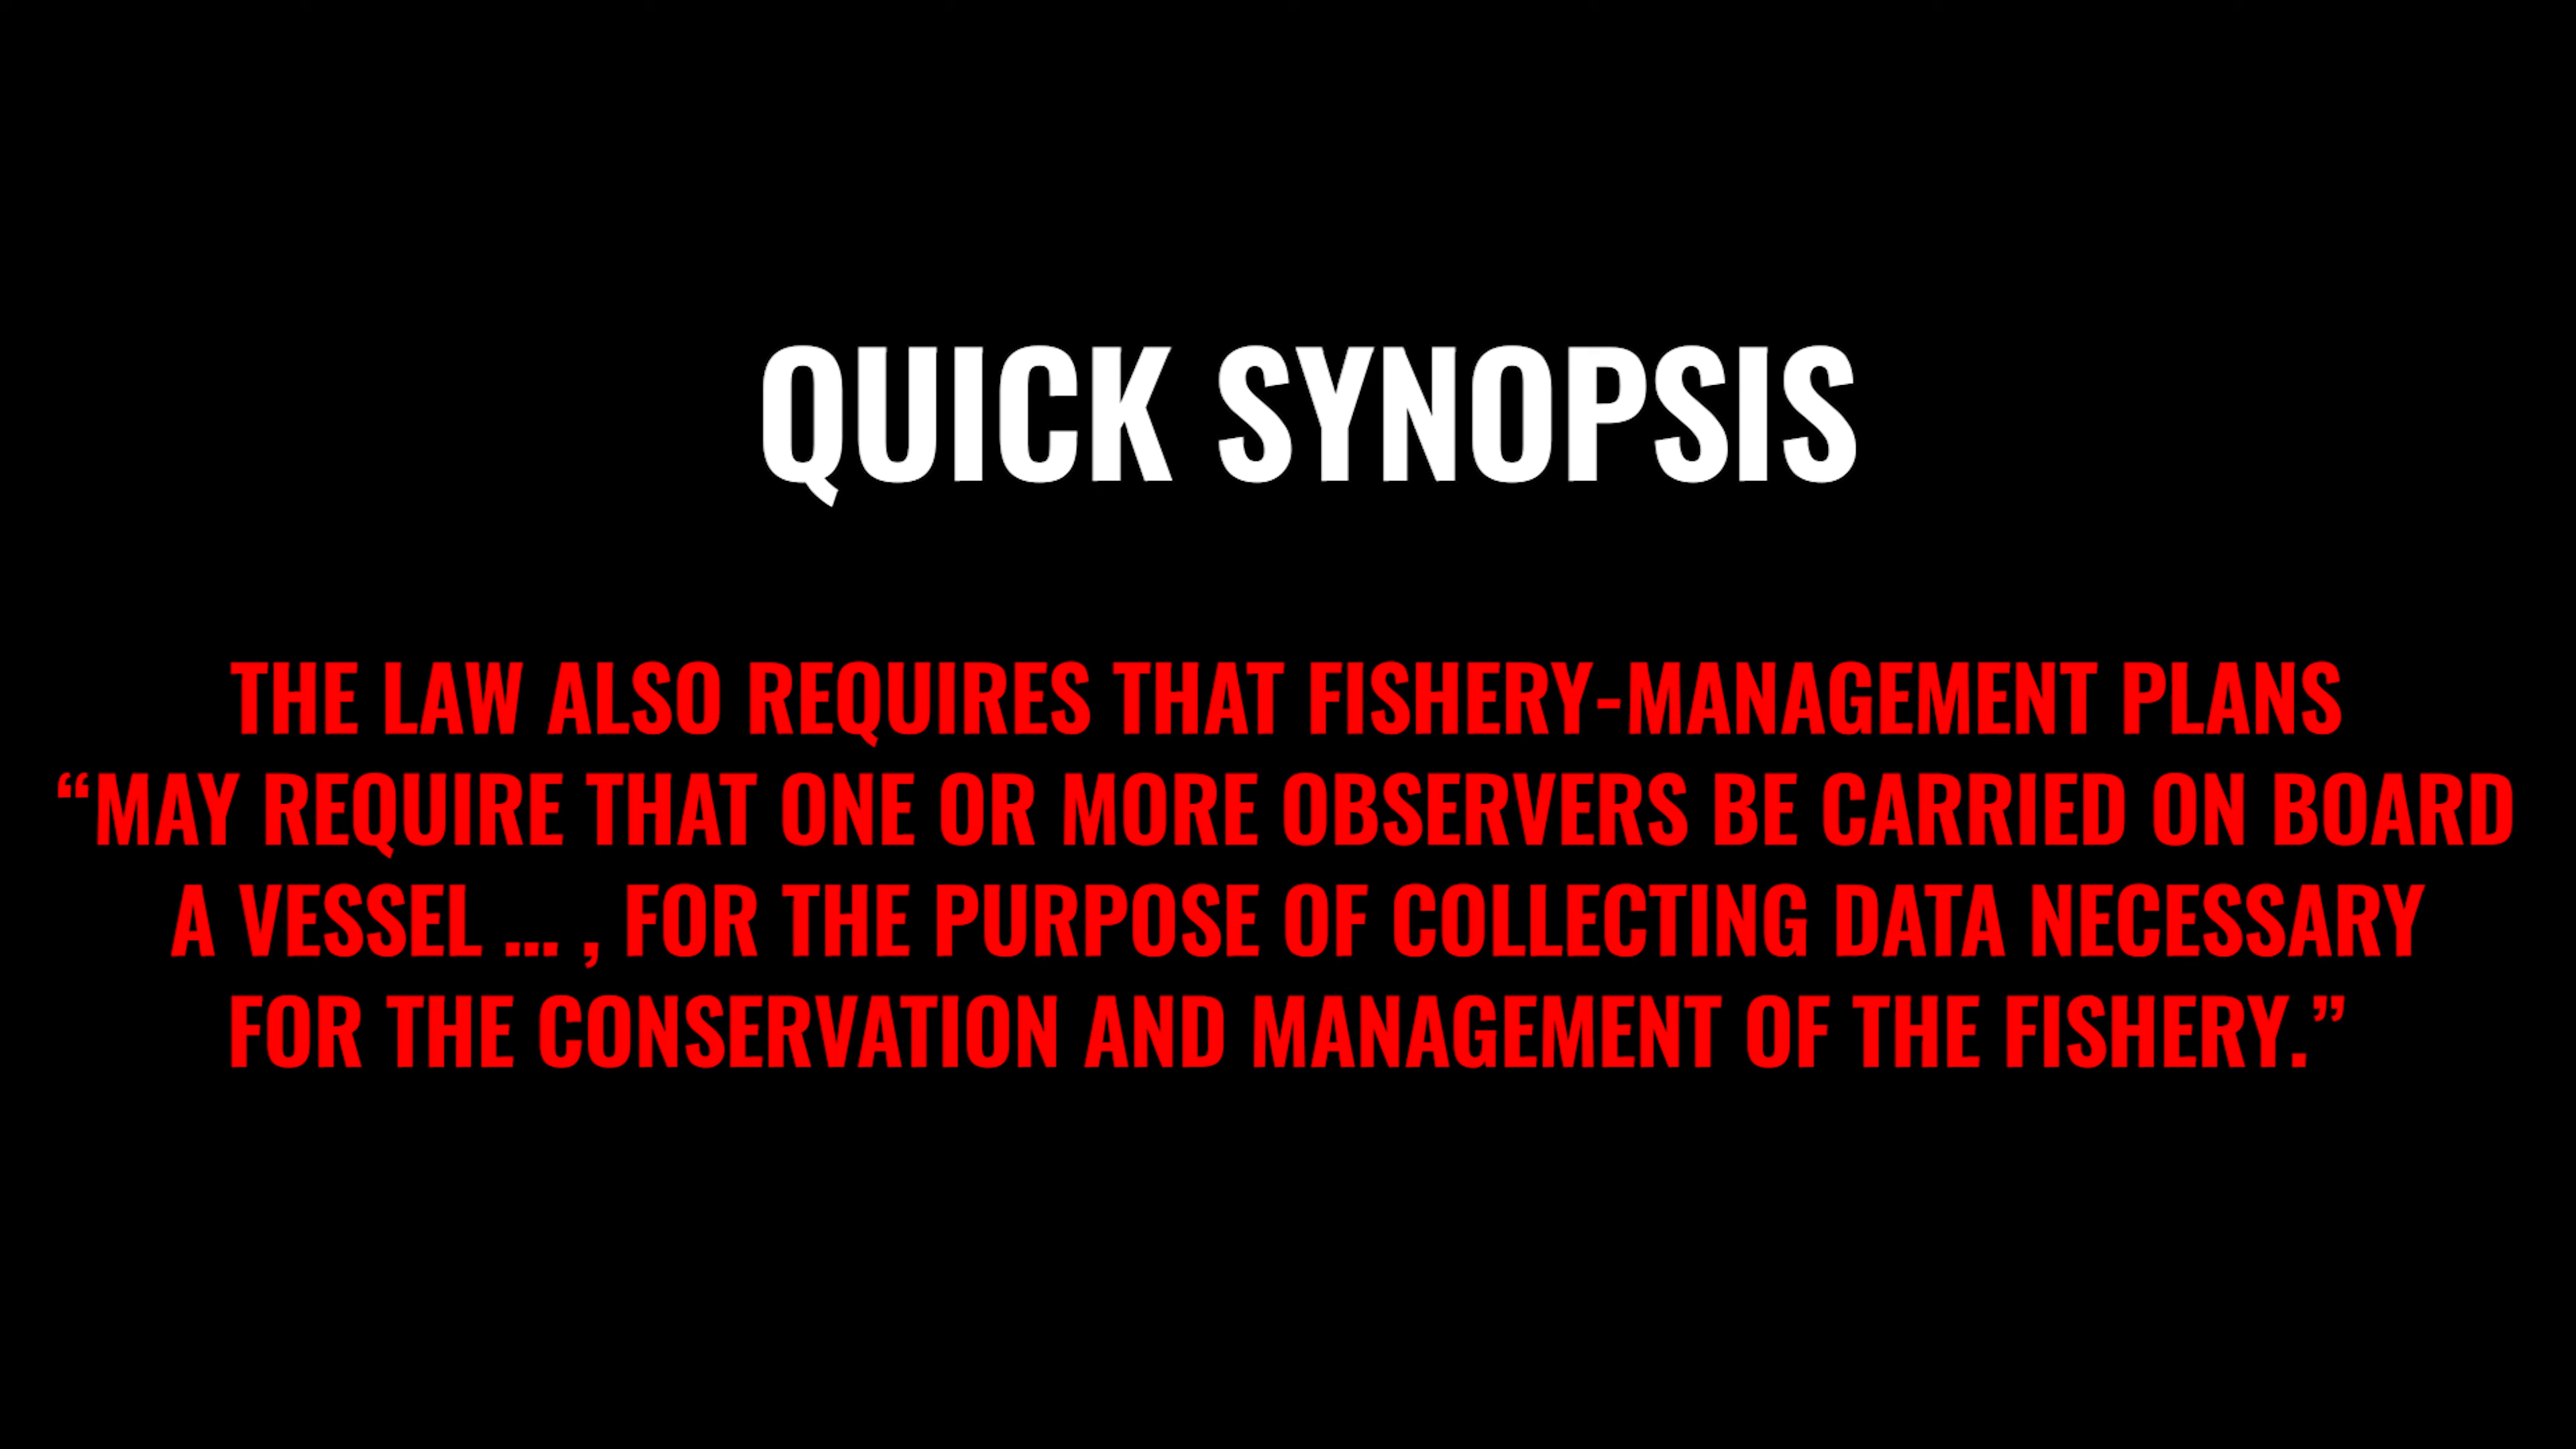 QUICK SYNOPSIS
THE LAW ALSO REQUIRES THAT FISHERY-MANAGEMENT PLANS
“MAY REQUIRE THAT ONE OR MORE OBSERVERS BE CARRIED ON BOARD
A VESSEL ... , FOR THE PURPOSE OF COLLECTING DATA NECESSARY
FOR THE CONSERVATION AND MANAGEMENT OF THE FISHERY.”